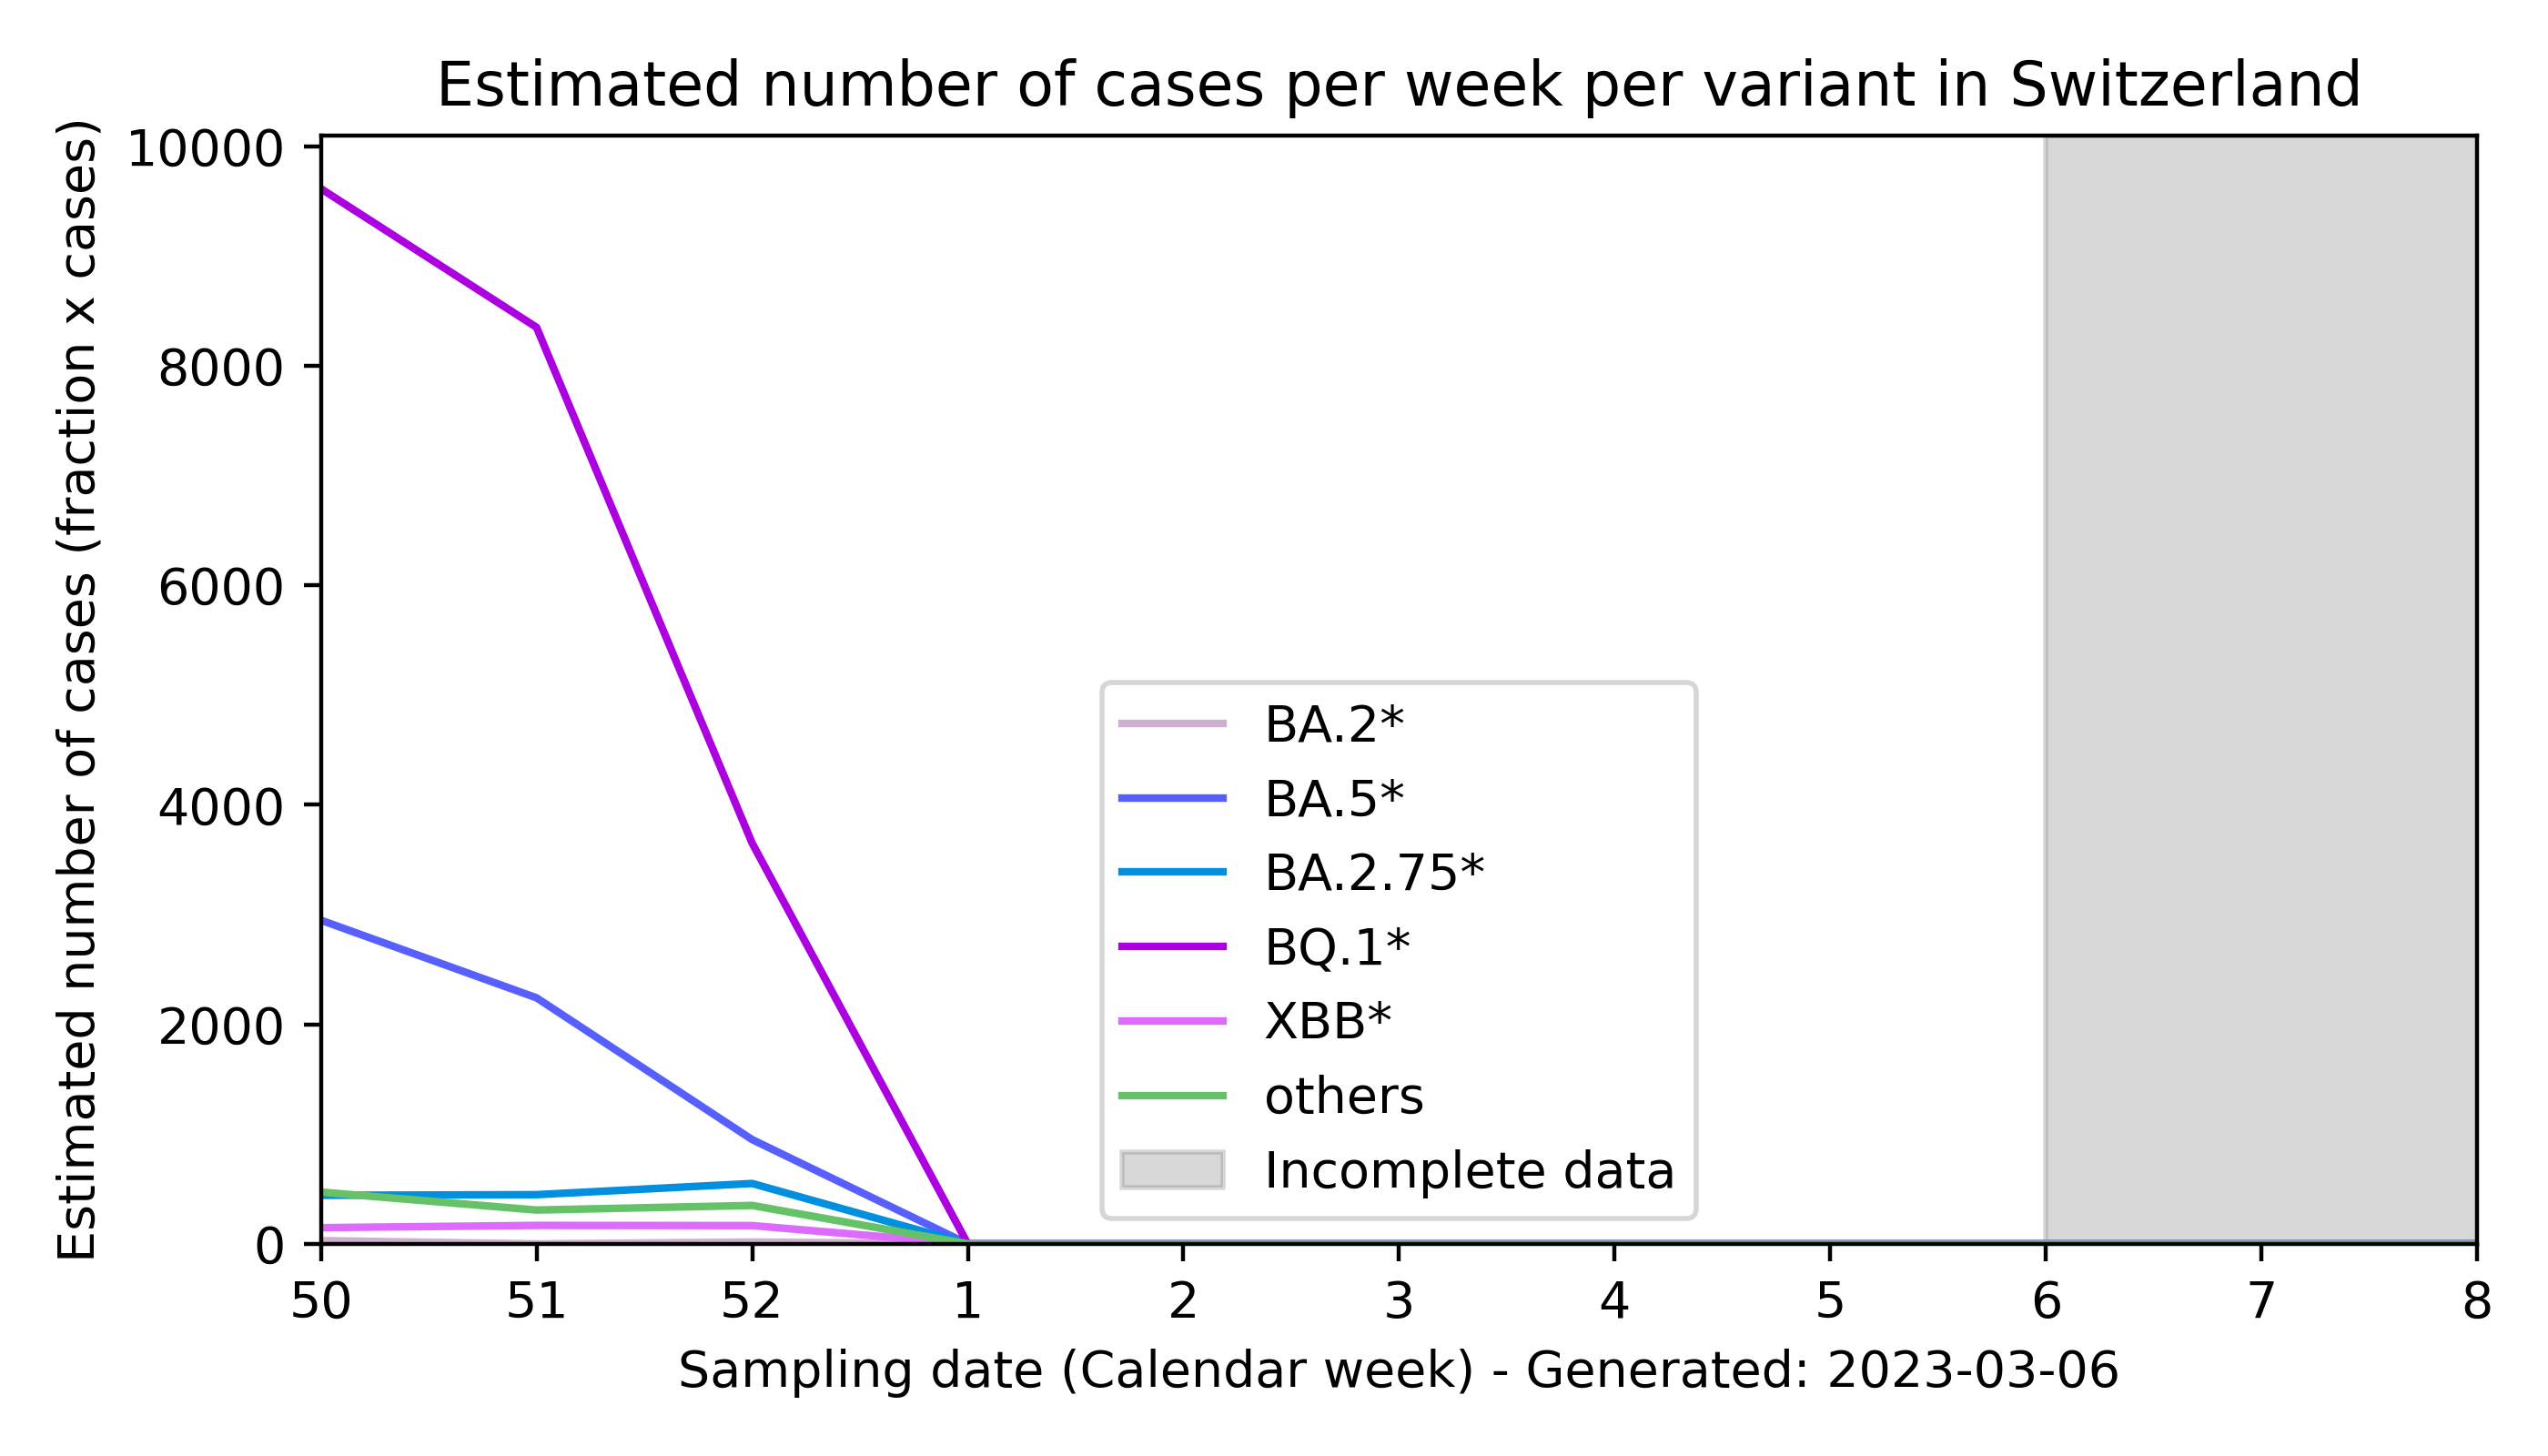 Estimated number of cases per week per variant in Switzerland
Estimated number of cases (fraction x cases)
10000
8000
6000
4000
2000
0
BA.2*
BA.5*
BA.2.75*
BQ.1*
XBB*
others
Incomplete data
50 51 52 1 2 3 4 5 6 7 8
Sampling date (Calendar week) - Generated: 2023-03-06